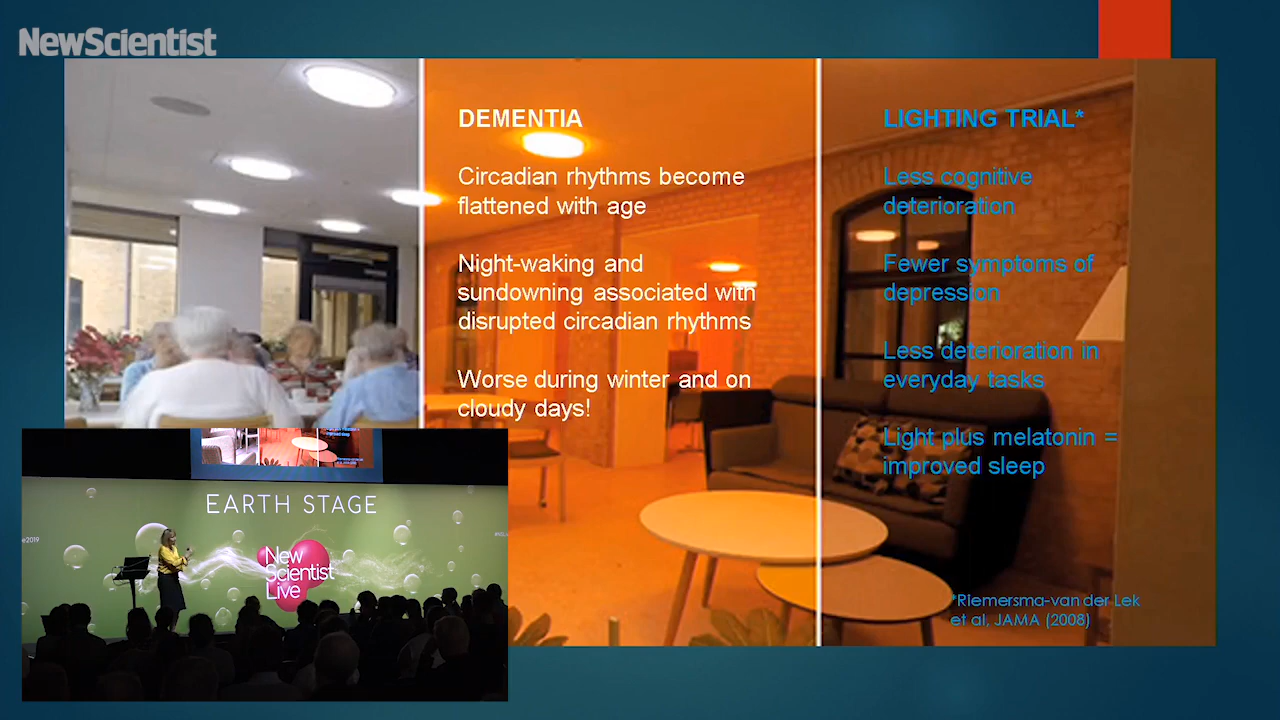 NewScientist
DEMENTIA
Circadian rhythms become
flattened with age
Night-waking and
sundowning associated with
disrupted circadian rhythms
Worse during winter and on
cloudy days!
LIGHTING TRIAL*
Less cognitive
deterioration
Fewer symptoms of
depression
Less deterioration in
everyday tasks
Light plus melatonin =
improved sleep
*Riemersma-van der Lek
et al, JAMA (2008)
EARTH STAGE
New
Scientist
Live